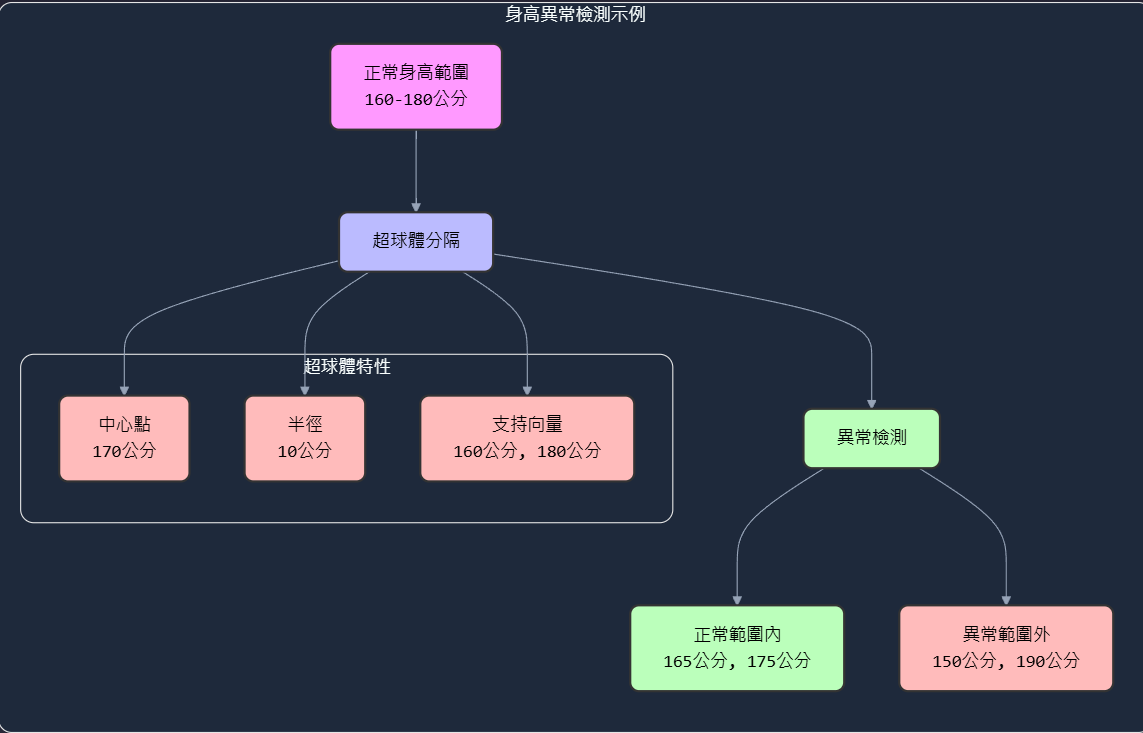 身高異常檢測示例
正常身高範圍
160-180公分
超球體分隔
超球體特性
中心點
170公分
半徑
10公分
支持向量
160公分, 180公分
異常檢測
正常範圍內
165公分, 175公分
異常範圍外
150公分, 190公分